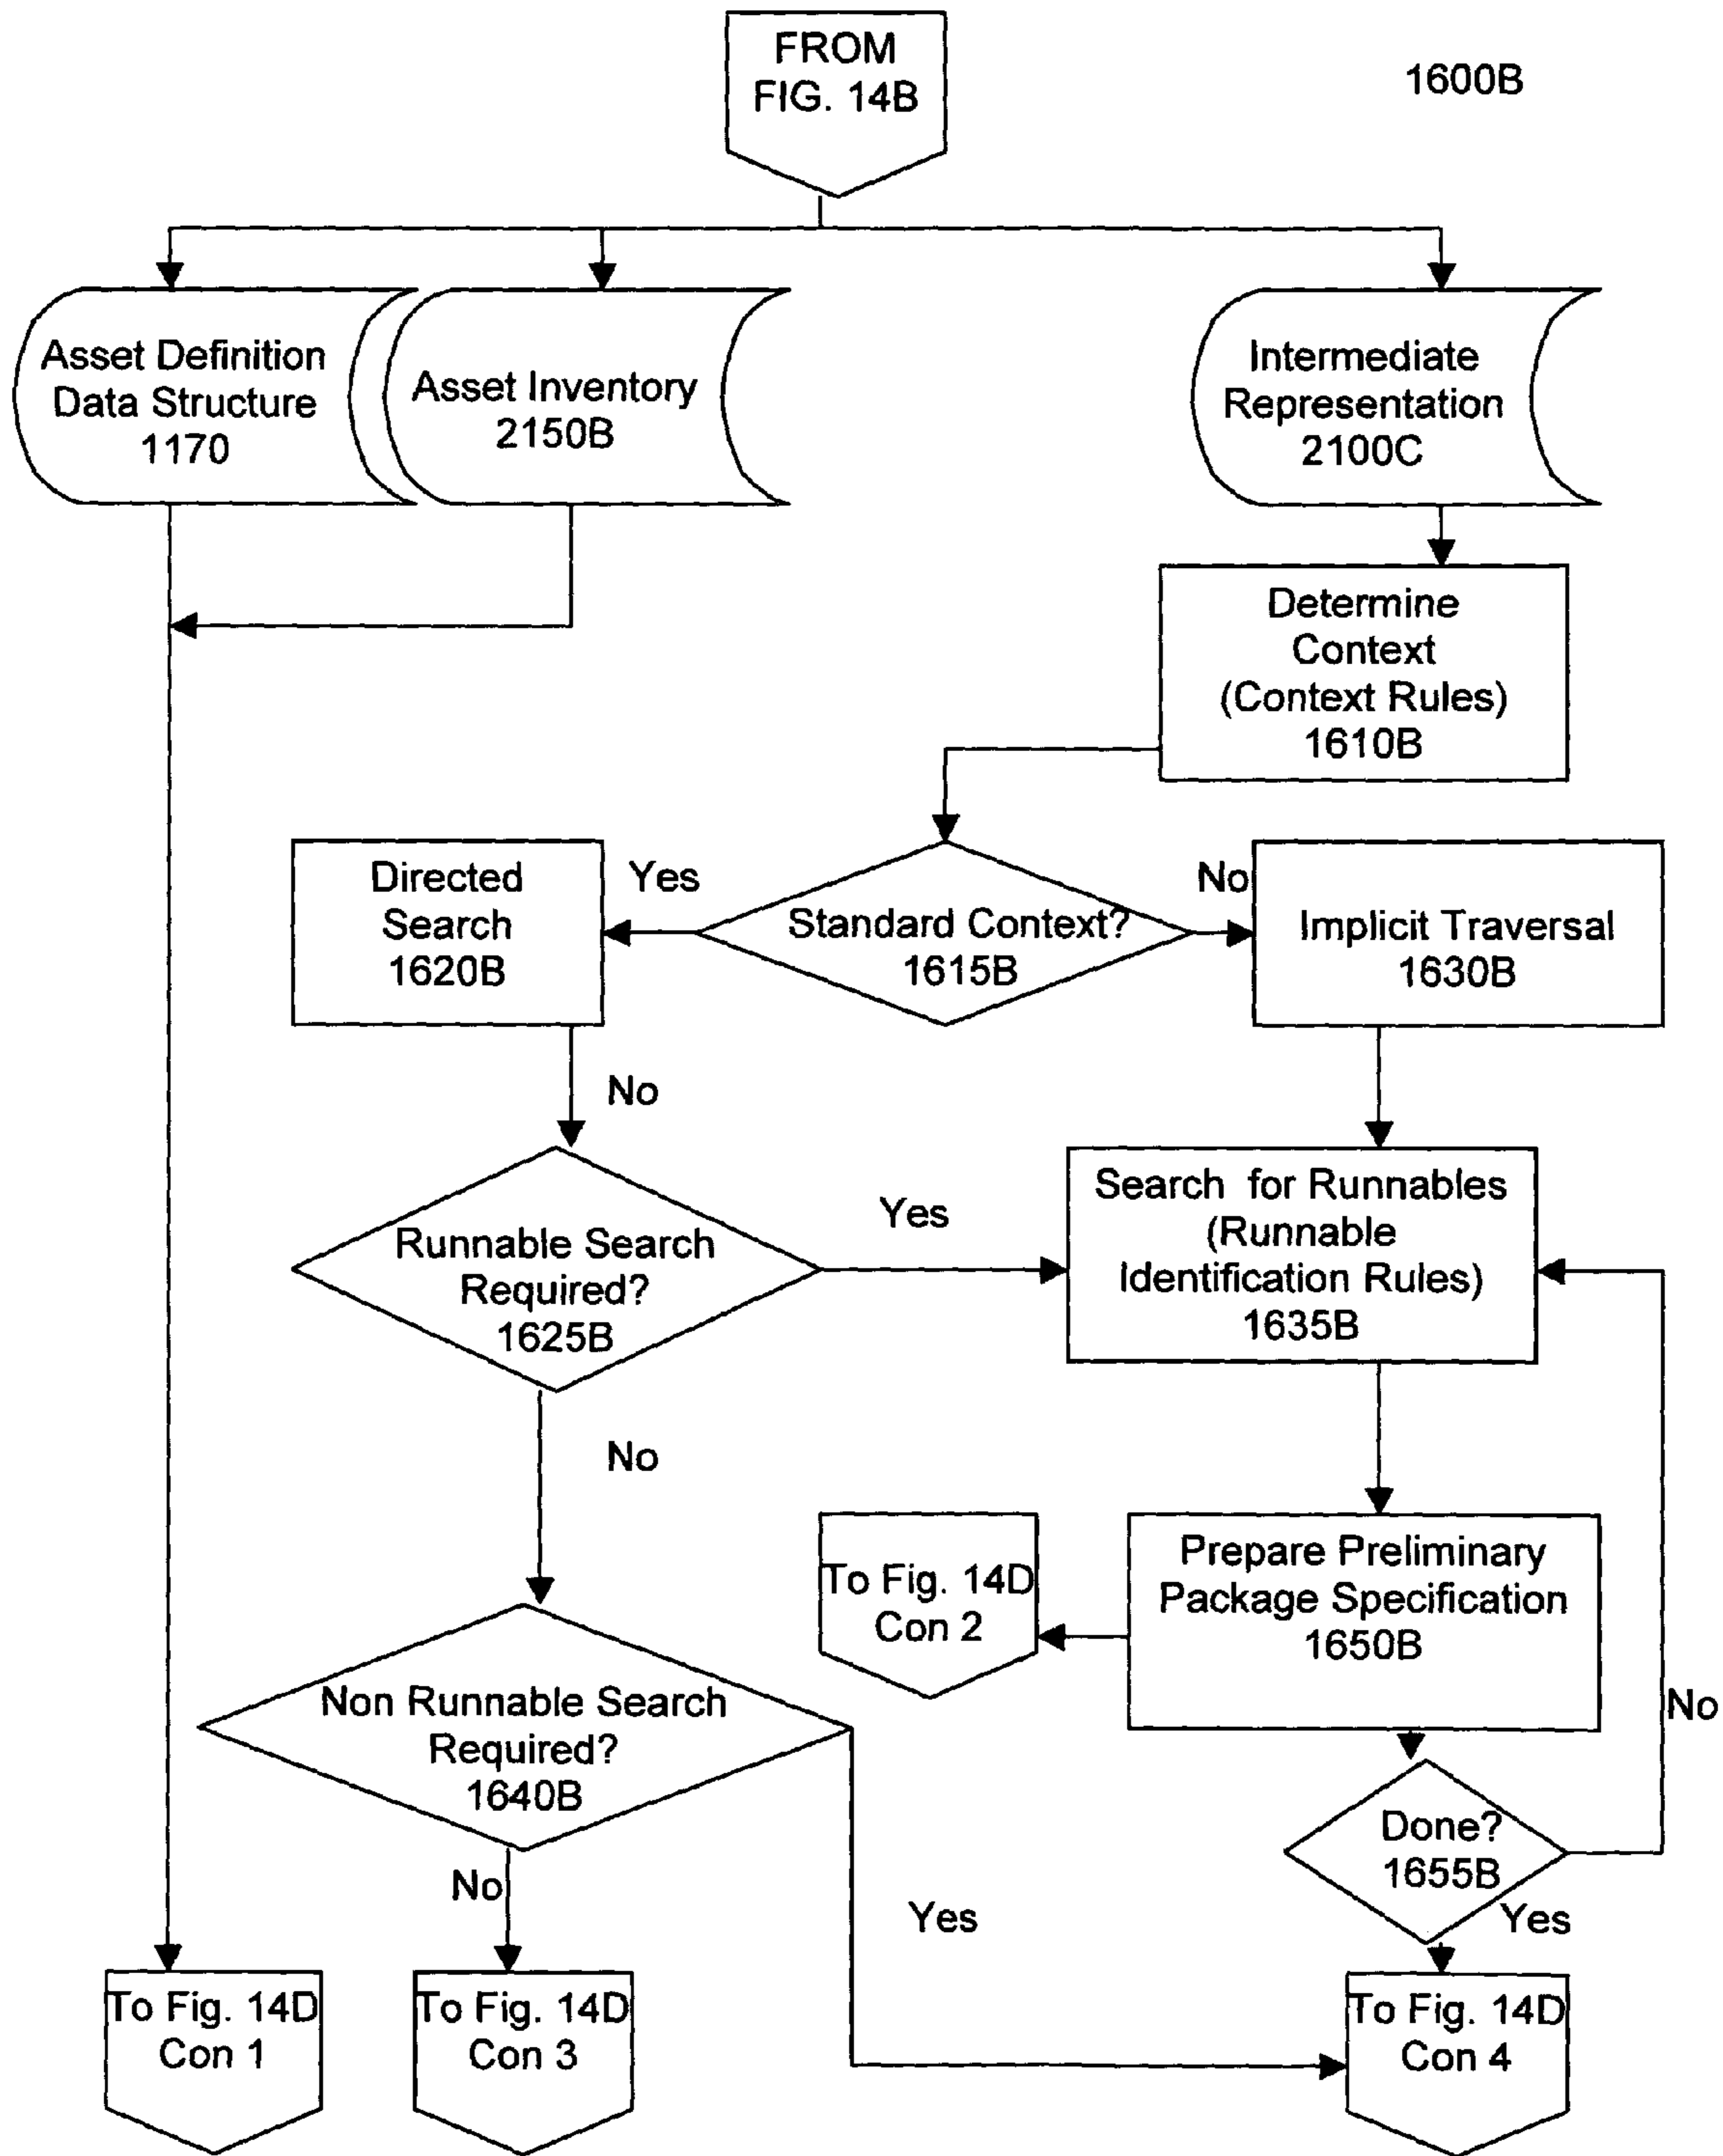 FROM
FIG. 14B
1600B
Asset Definition
Data Structure
1170
Asset Inventory
2150B
Intermediate
Representation
2100C
Determine
Context
(Context Rules)
1610B
Directed
Search
1620B
Yes
Standard Context?
1615B
No
Implicit Traversal
1630B
No
Runnable Search
Required?
1625B
Yes
Search for Runnables
(Runnable
Identification Rules)
1635B
No
To Fig. 14D
Con 2
Prepare Preliminary
Package Specification
1650B
No
Non Runnable Search
Required?
1640B
Done?
1655B
No
Yes
Yes
To Fig. 14D
Con 1
To Fig. 14D
Con 3
To Fig. 14D
Con 4